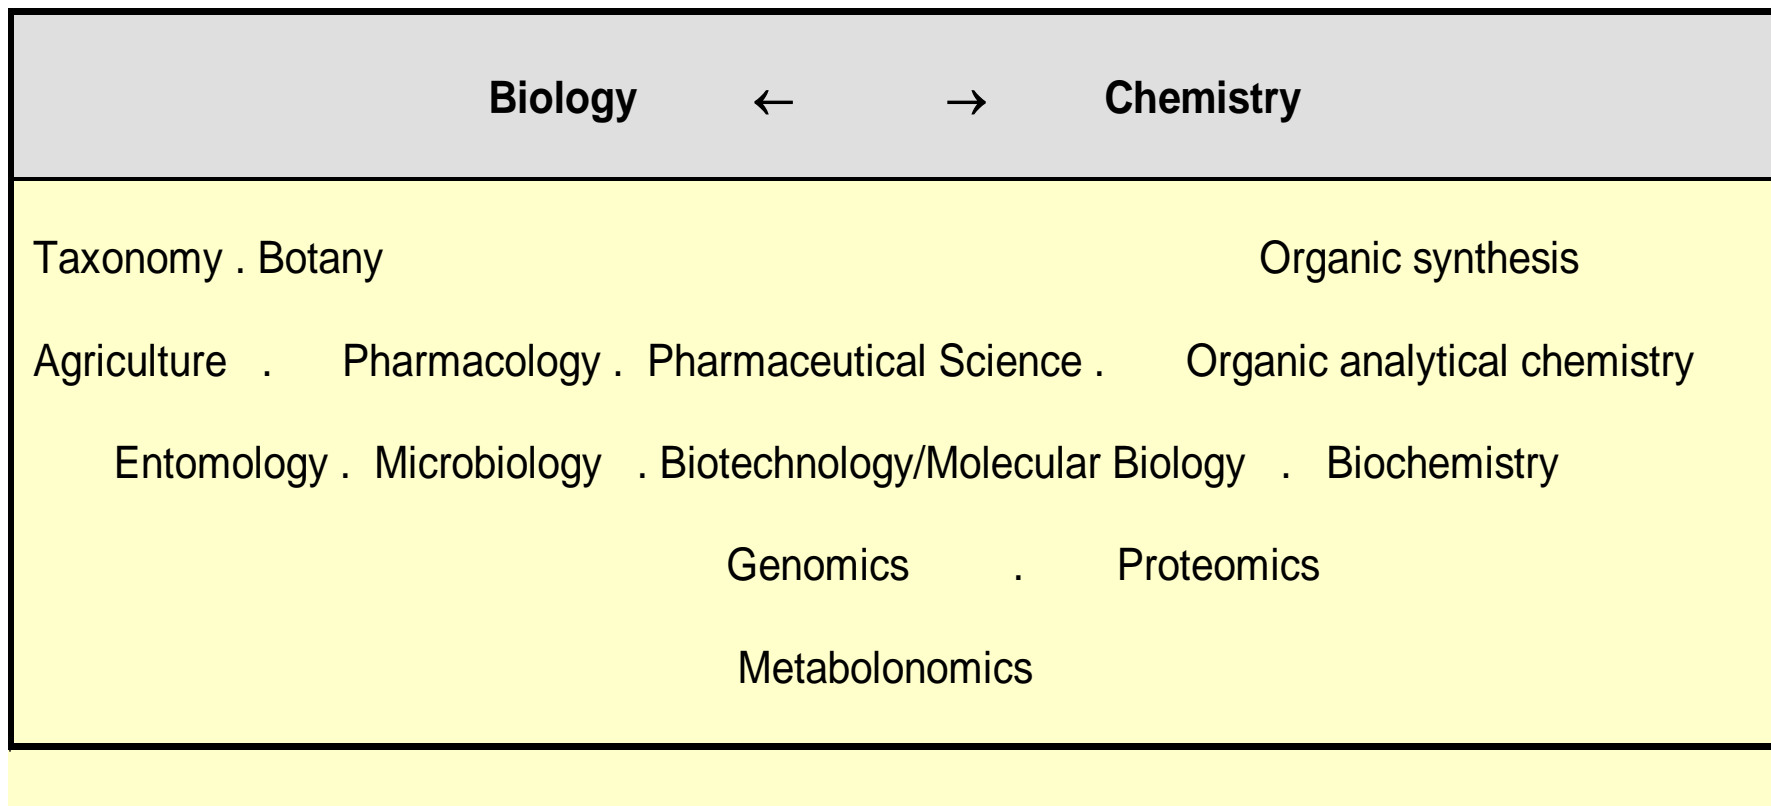 Biology ← → Chemistry
Taxonomy . Botany Organic synthesis
Agriculture . Pharmacology . Pharmaceutical Science . Organic analytical chemistry
Entomology . Microbiology . Biotechnology/Molecular Biology . Biochemistry
Genomics . Proteomics
Metabolonomics